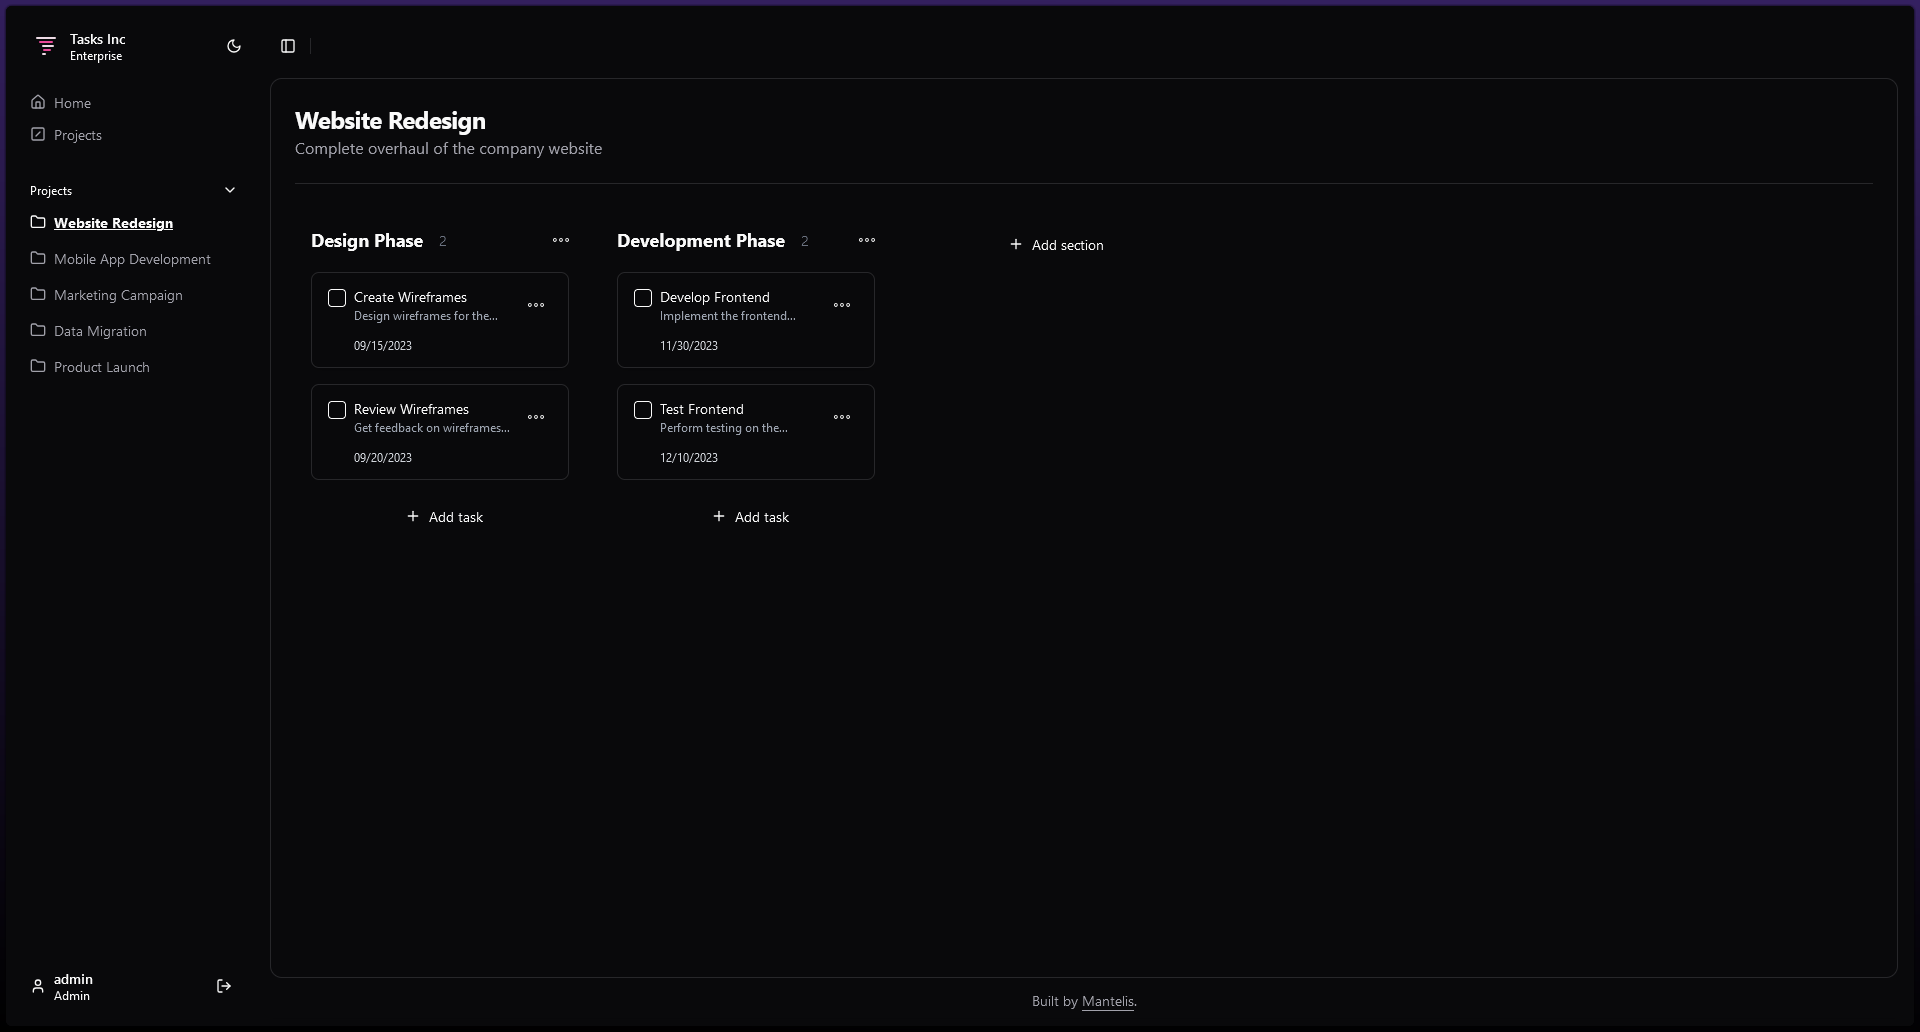 Tasks Inc
Enterprise
Home
Projects
Projects
Website Redesign
Mobile App Development
Marketing Campaign
Data Migration
Product Launch
admin
Admin
Website Redesign
Complete overhaul of the company website
Design Phase 2
Create Wireframes
Design wireframes for the...
09/15/2023
Review Wireframes
Get feedback on wireframes...
09/20/2023
+ Add task
Development Phase 2
Develop Frontend
Implement the frontend...
11/30/2023
Test Frontend
Perform testing on the...
12/10/2023
+ Add task
+ Add section
Built by Mantelis.